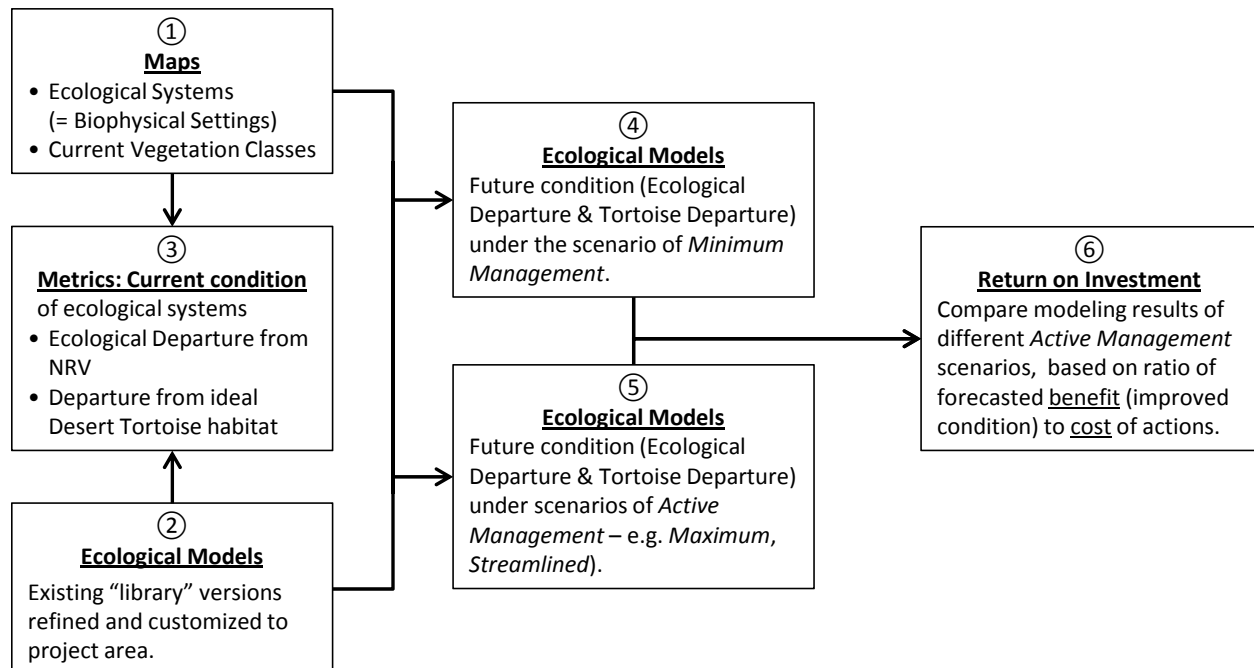 ①
Maps
• Ecological Systems
(= Biophysical Settings)
• Current Vegetation Classes
③
Metrics: Current condition
of ecological systems
• Ecological Departure from
NRV
• Departure from ideal
Desert Tortoise habitat
②
Ecological Models
Existing “library” versions
refined and customized to
project area.
④
Ecological Models
Future condition (Ecological
Departure & Tortoise Departure)
under the scenario of Minimum
Management.
⑤
Ecological Models
Future condition (Ecological
Departure & Tortoise Departure)
under scenarios of Active
Management – e.g. Maximum,
Streamlined).
⑥
Return on Investment
Compare modeling results of
different Active Management
scenarios,  based on ratio of
forecasted benefit (improved
condition) to cost of actions.